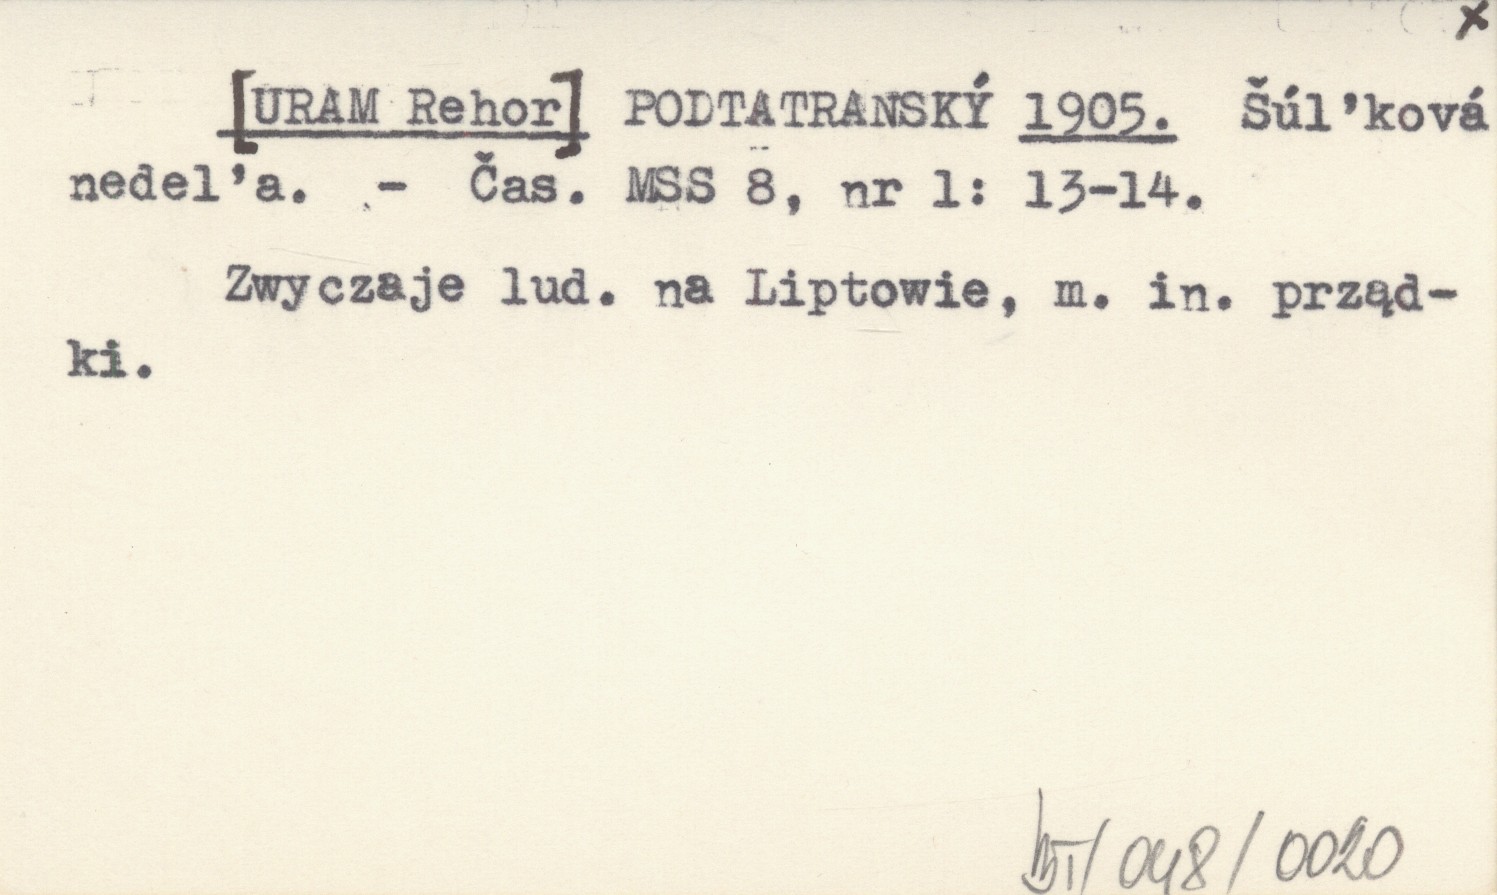 x
[URAM Rehor] PODTATRANSKÝ 1905. Šúl'ková
nedel'a. - Čas. MSS 8, nr 1: 13-14.
Zwyczaje lud. na Liptowie, m. in. prząd-
ki.
/048/0020